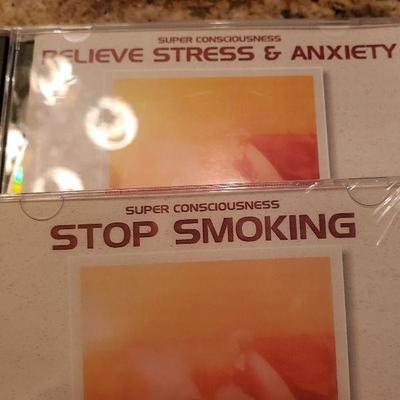 SUPER CONSCIOUSNESS
RELIEVE STRESS & ANXIETY
SUPER CONSCIOUSNESS
STOP SMOKING